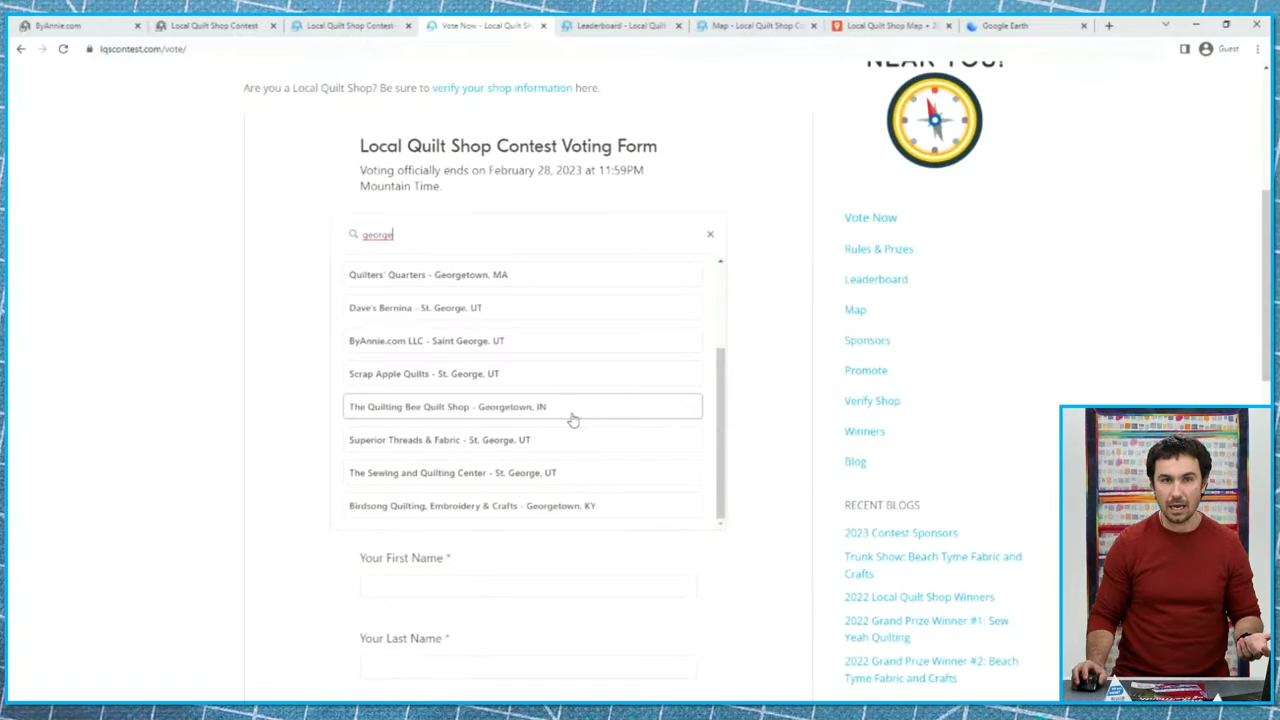 ByAnnie.com
Local Quilt Shop Contest
Local Quilt Shop Contest
Vote Now - Local Quilt Sh
Leaderboard - Local Quilt
Map - Local Quilt Shop Co
Local Quilt Shop Map + 2
Google Earth
lqscontest.com/vote/
Guest
NEAR YOU!
Are you a Local Quilt Shop? Be sure to verify your shop information here.
Local Quilt Shop Contest Voting Form
Voting officially ends on February 28, 2023 at 11:59PM
Mountain Time.
george
Quilters' Quarters - Georgetown, MA
Dave's Bernina - St. George, UT
ByAnnie.com LLC - Saint George, UT
Scrap Apple Quilts - St. George, UT
The Quilting Bee Quilt Shop - Georgetown, IN
Superior Threads & Fabric - St. George, UT
The Sewing and Quilting Center - St. George, UT
Birdsong Quilting, Embroidery & Crafts - Georgetown, KY
Your First Name *
Your Last Name *
Vote Now
Rules & Prizes
Leaderboard
Map
Sponsors
Promote
Verify Shop
Winners
Blog
RECENT BLOGS
2023 Contest Sponsors
Trunk Show: Beach Tyme Fabric and
Crafts
2022 Local Quilt Shop Winners
2022 Grand Prize Winner #1: Sew
Yeah Quilting
2022 Grand Prize Winner #2: Beach
Tyme Fabric and Crafts